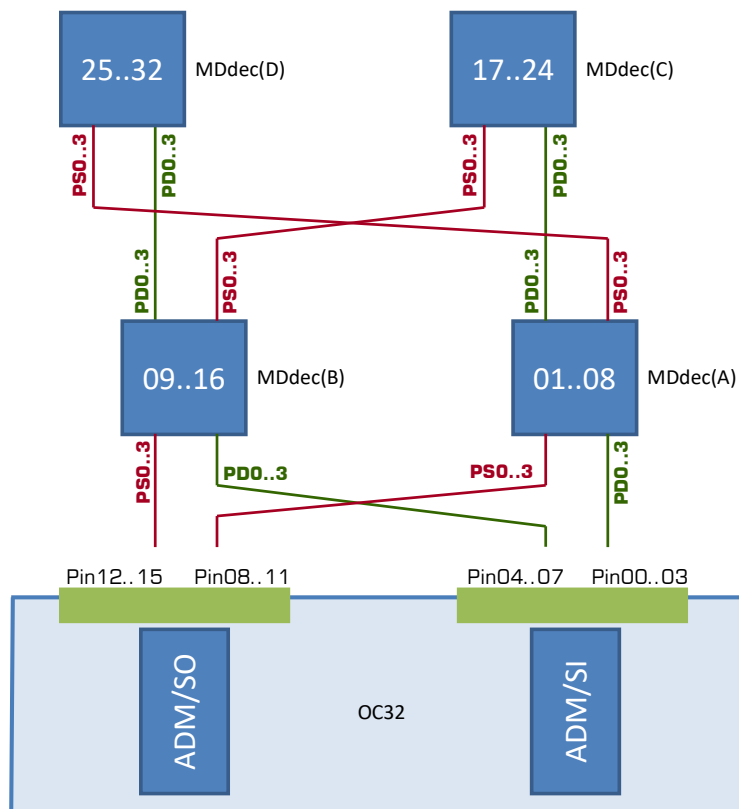 25..32
MDdec(D)
17..24
MDdec(C)
PS0..3
PD0..3
PS0..3
PD0..3
PD0..3
PS0..3
PD0..3
PS0..3
09..16
MDdec(B)
01..08
MDdec(A)
PS0..3
PD0..3
PS0..3
PD0..3
Pin12..15
Pin08..11
Pin04..07
Pin00..03
ADM/SO
OC32
ADM/SI